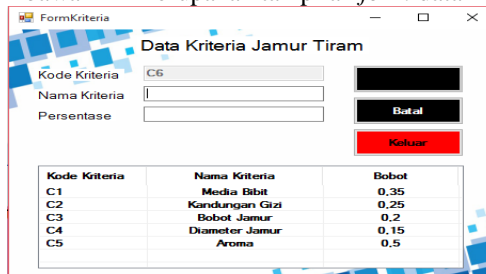 FormKriteria
Data Kriteria Jamur Tiram
Kode Kriteria C6
Nama Kriteria
Persentase
Batal
Keluar
Kode Kriteria Nama Kriteria Bobot
C1 Media Bibit 0,35
C2 Kandungan Gizi 0,25
C3 Bobot Jamur 0,2
C4 Diameter Jamur 0,15
C5 Aroma 0,5